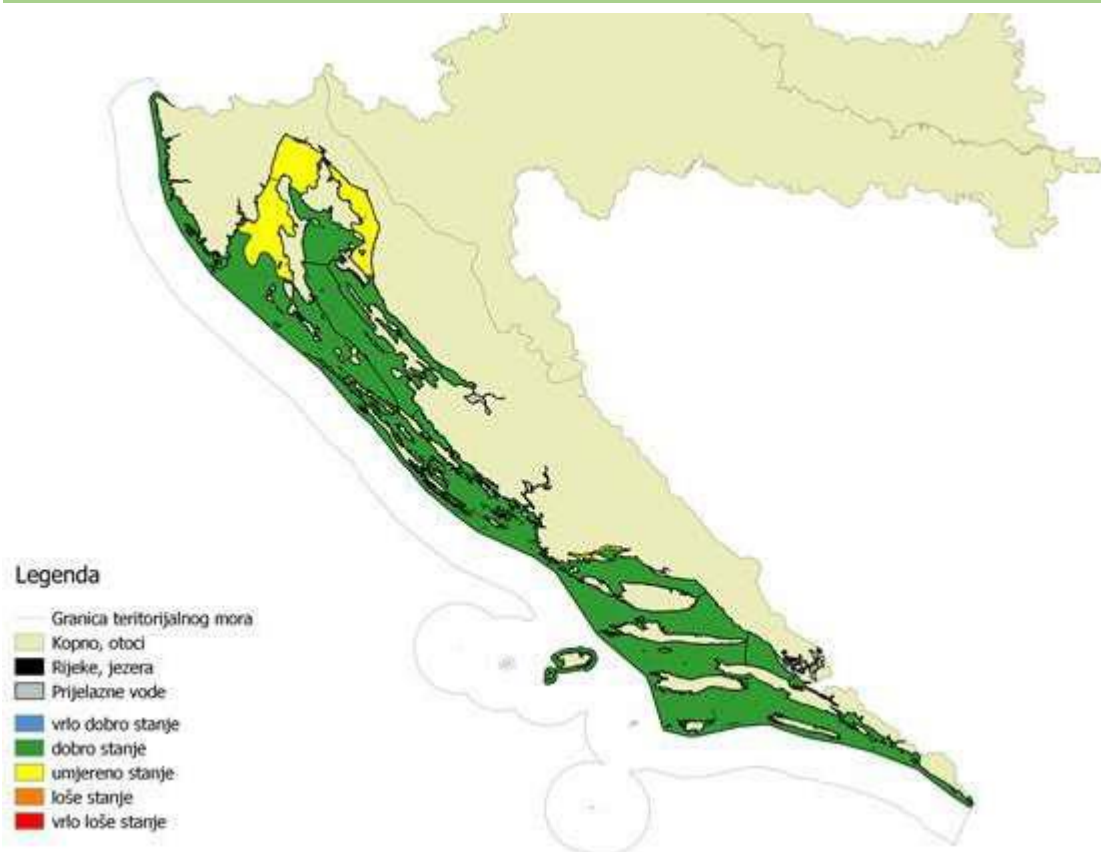 Legenda
Granica teritorijalnog mora
Kopno, otoci
Rijeke, jezera
Prijelazne vode
vrlo dobro stanje
dobro stanje
umjereno stanje
loše stanje
vrlo loše stanje